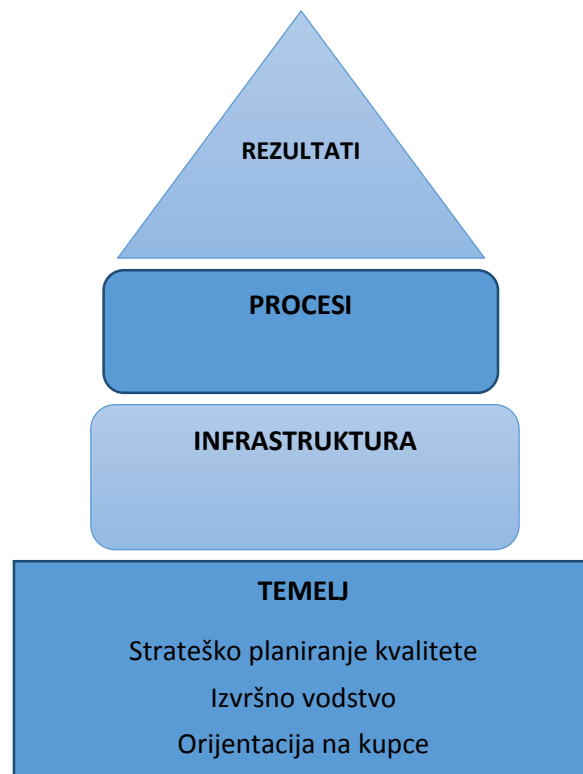 REZULTATI
PROCESI
INFRASTRUKTURA
TEMELJ
Strateško planiranje kvalitete
Izvršno vodstvo
Orijentacija na kupce